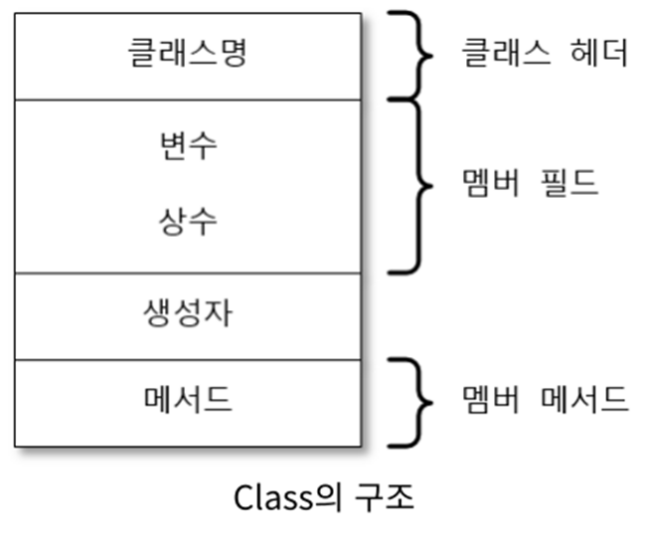 클래스명
클래스 헤더
변수
상수
멤버 필드
생성자
메서드
멤버 메서드
Class의 구조